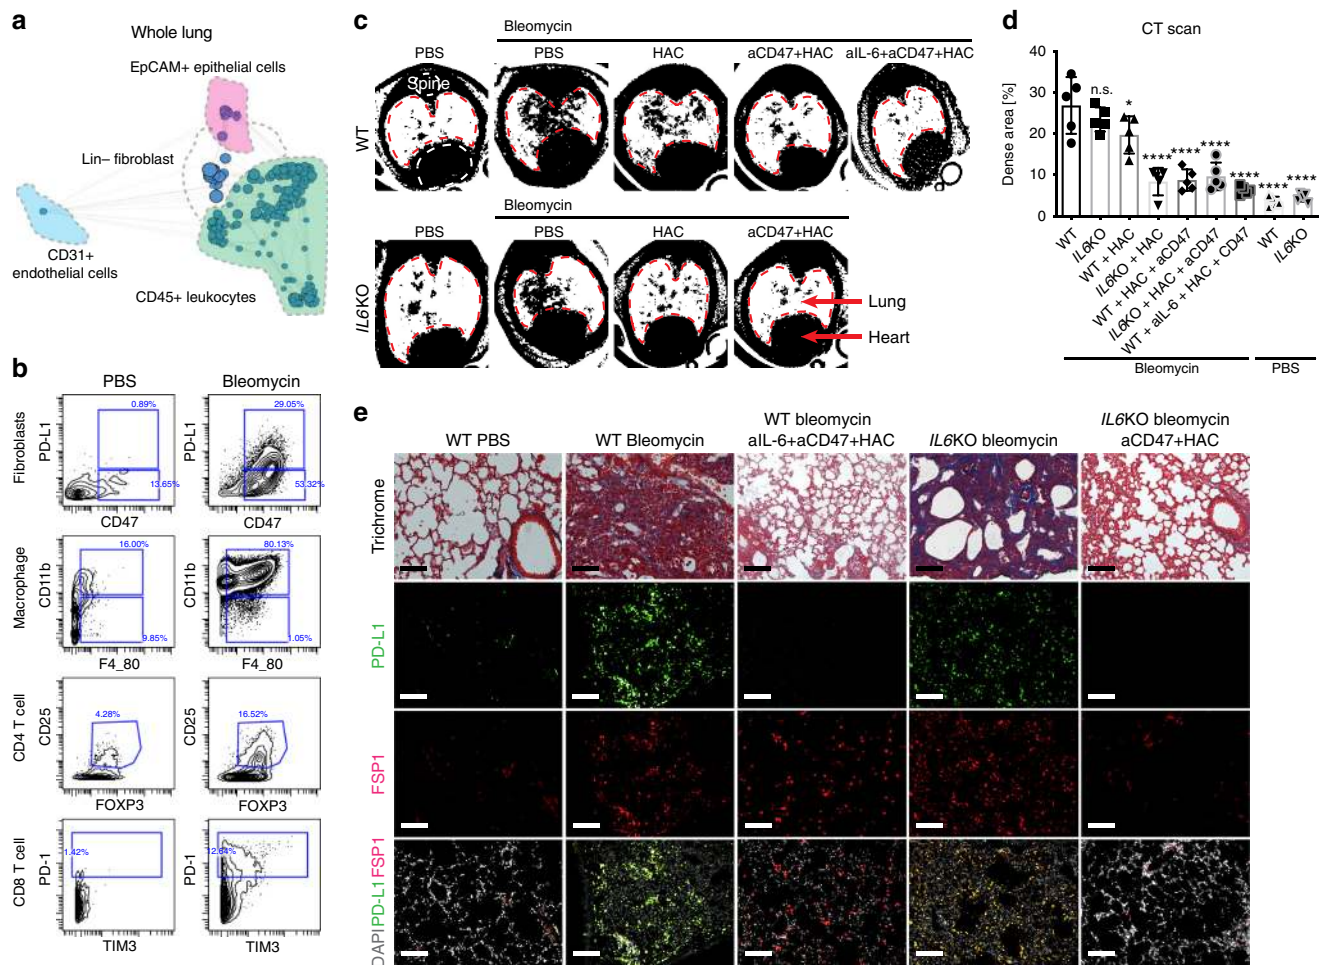 a
Whole lung
EpCAM+ epithelial cells
Lin– fibroblast
CD31+
endothelial cells
CD45+ leukocytes
b
PBS
Bleomycin
Fibroblasts
PD-L1
0.89%
13.65%
CD47
PD-L1
29.05%
53.32%
CD47
Macrophage
CD11b
16.00%
9.85%
F4_80
CD11b
80.13%
1.05%
F4_80
CD4 T cell
CD25
4.28%
FOXP3
CD25
16.52%
FOXP3
CD8 T cell
PD-1
1.42%
TIM3
PD-1
12.64%
TIM3
c
Bleomycin
PBS
PBS
HAC
aCD47+HAC
aIL-6+aCD47+HAC
WT
Spine
Bleomycin
PBS
PBS
HAC
aCD47+HAC
IL6KO
Lung
Heart
d
CT scan
Dense area [%]
40
30
20
10
0
n.s.
*
****
****
****
****
****
****
WT
IL6KO
WT + HAC
IL6KO + HAC
WT + HAC + aCD47
IL6KO + HAC + aCD47
WT + aIL-6 + HAC + CD47
WT
IL6KO
Bleomycin
PBS
e
WT PBS
WT Bleomycin
WT bleomycin
aIL-6+aCD47+HAC
IL6KO bleomycin
IL6KO bleomycin
aCD47+HAC
Trichrome
PD-L1
FSP1
DAPI PD-L1 FSP1